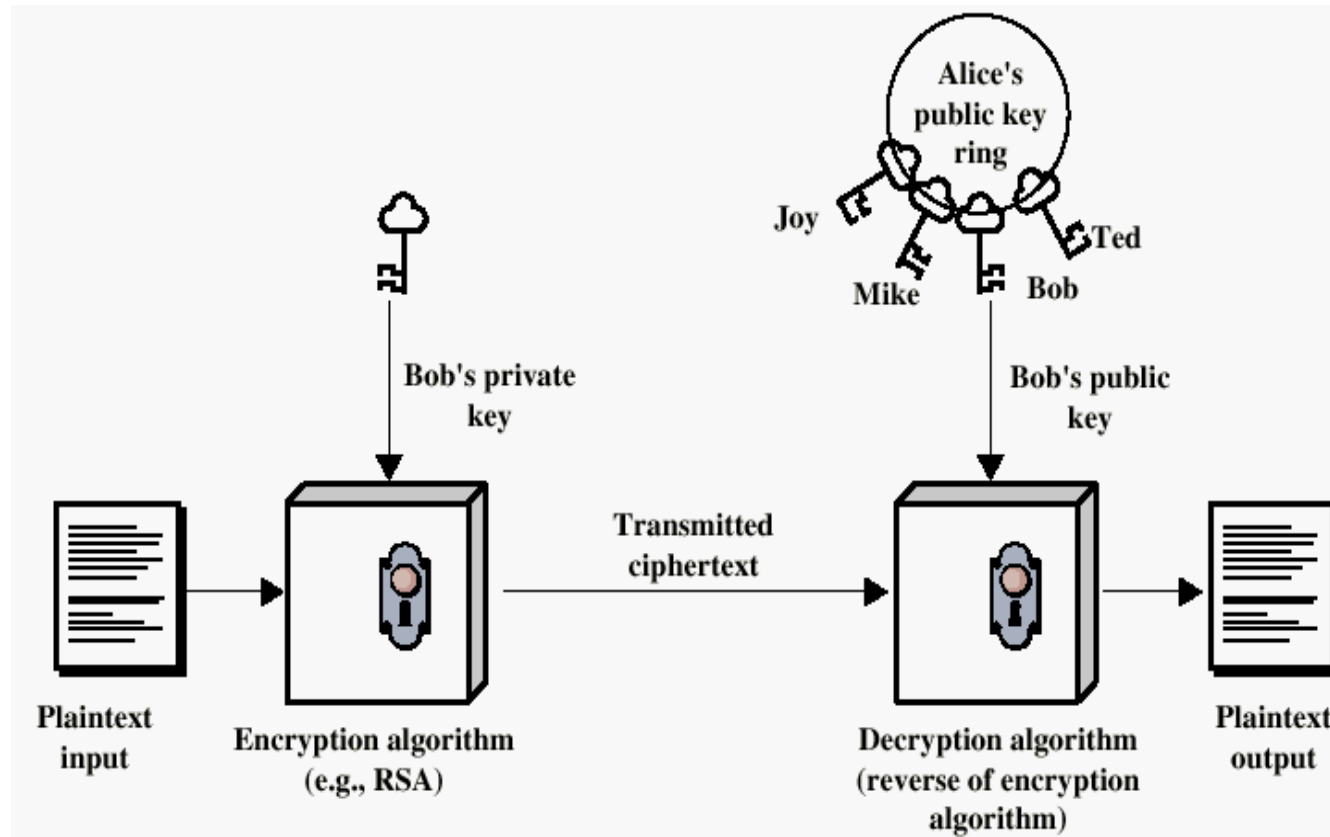 Alice's
public key
ring
Joy
Ted
Mike
Bob
Bob's private
key
Bob's public
key
Transmitted
ciphertext
Plaintext
input
Encryption algorithm
(e.g., RSA)
Decryption algorithm
(reverse of encryption
algorithm)
Plaintext
output